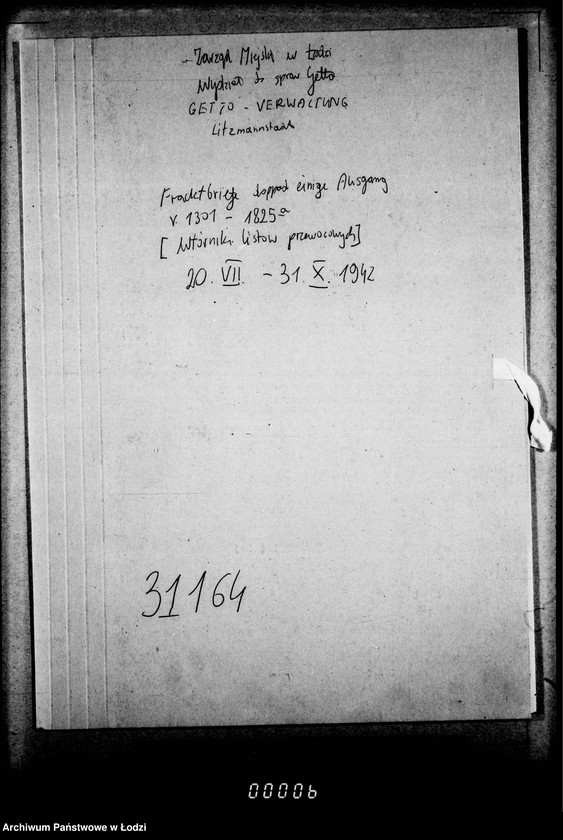 Zarząd Miejski w Łodzi
Wydział do spraw Getta
GETTO - VERWALTUNG
Litzmannstadt
Frachtbriefe doppel einige Ausgang
v. 1301 - 1825a
[Wtórniki listów przewozowych]
20. VII. - 31. X. 1942
31164
00006
Archiwum Państwowe w Łodzi